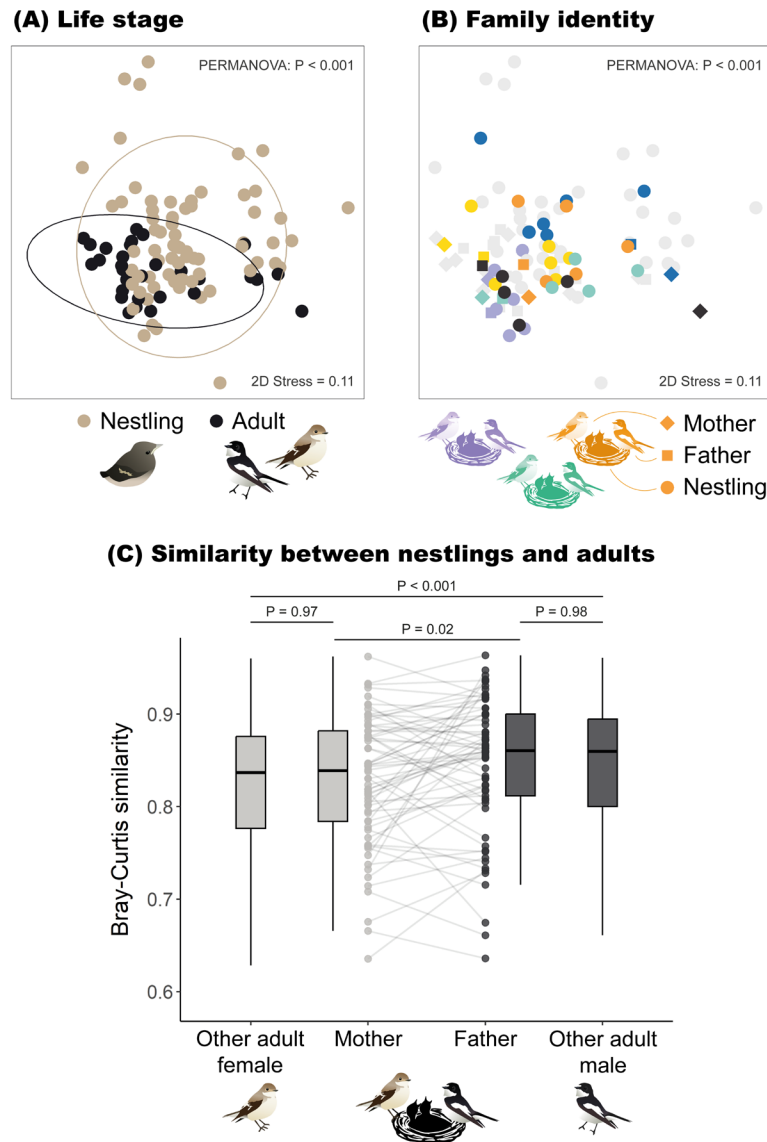 (A) Life stage
(B) Family identity
PERMANOVA: P < 0.001
PERMANOVA: P < 0.001
2D Stress = 0.11
2D Stress = 0.11
Nestling
Adult
Mother
Father
Nestling
(C) Similarity between nestlings and adults
P < 0.001
P = 0.97
P = 0.98
P = 0.02
Bray-Curtis similarity
0.9
0.8
0.7
0.6
Other adult
female
Mother
Father
Other adult
male